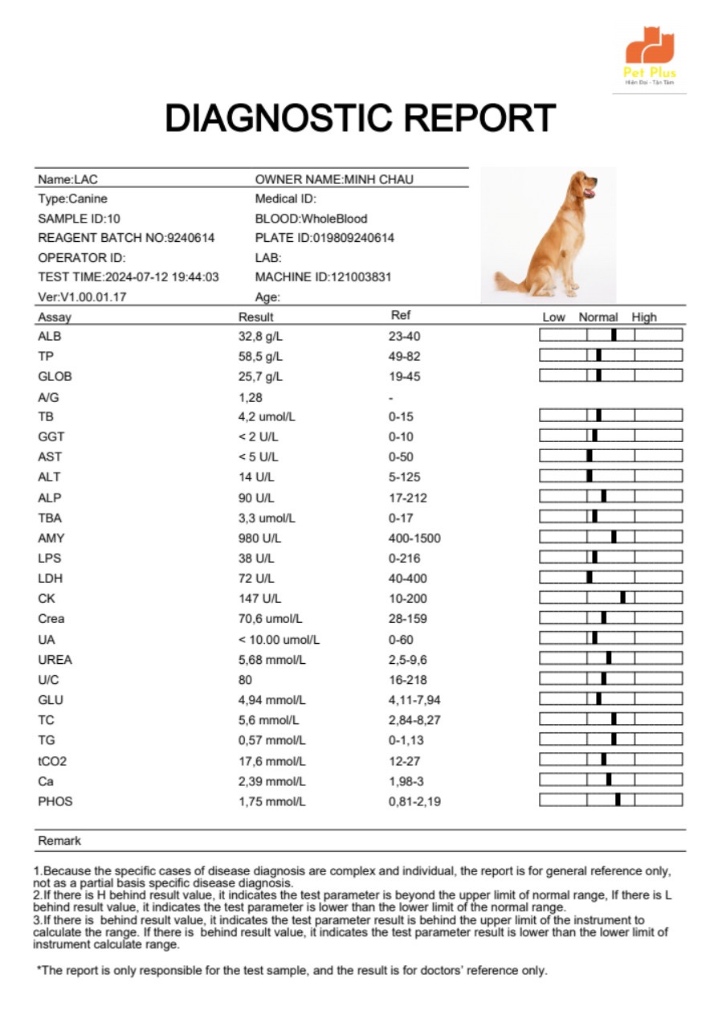 Pet Plus
Hiện Đại - Tận Tâm
DIAGNOSTIC REPORT
Name:LAC OWNER NAME:MINH CHAU
Type:Canine Medical ID:
SAMPLE ID:10 BLOOD:WholeBlood
REAGENT BATCH NO:9240614 PLATE ID:019809240614
OPERATOR ID: LAB:
TEST TIME:2024-07-12 19:44:03 MACHINE ID:121003831
Ver:V1.00.01.17 Age:
Assay Result Ref Low Normal High
ALB 32,8 g/L 23-40
TP 58,5 g/L 49-82
GLOB 25,7 g/L 19-45
A/G 1,28 -
TB 4,2 umol/L 0-15
GGT < 2 U/L 0-10
AST < 5 U/L 0-50
ALT 14 U/L 5-125
ALP 90 U/L 17-212
TBA 3,3 umol/L 0-17
AMY 980 U/L 400-1500
LPS 38 U/L 0-216
LDH 72 U/L 40-400
CK 147 U/L 10-200
Crea 70,6 umol/L 28-159
UA < 10.00 umol/L 0-60
UREA 5,68 mmol/L 2,5-9,6
U/C 80 16-218
GLU 4,94 mmol/L 4,11-7,94
TC 5,6 mmol/L 2,84-8,27
TG 0,57 mmol/L 0-1,13
tCO2 17,6 mmol/L 12-27
Ca 2,39 mmol/L 1,98-3
PHOS 1,75 mmol/L 0,81-2,19
Remark
1.Because the specific cases of disease diagnosis are complex and individual, the report is for general reference only,
not as a partial basis specific disease diagnosis.
2.If there is H behind result value, it indicates the test parameter is beyond the upper limit of normal range, If there is L
behind result value, it indicates the test parameter is lower than the lower limit of the normal range.
3.If there is behind result value, it indicates the test parameter result is behind the upper limit of the instrument to
calculate the range. If there is behind result value, it indicates the test parameter result is lower than the lower limit of
instrument calculate range.
*The report is only responsible for the test sample, and the result is for doctors' reference only.